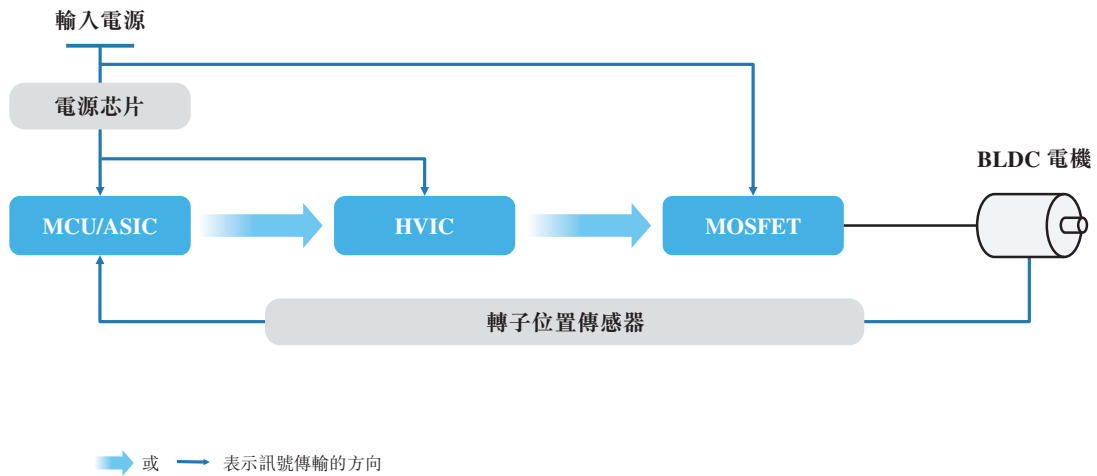 輸入電源
電源芯片
BLDC 電機
MCU/ASIC
HVIC
MOSFET
轉子位置傳感器
或
表示訊號傳輸的方向